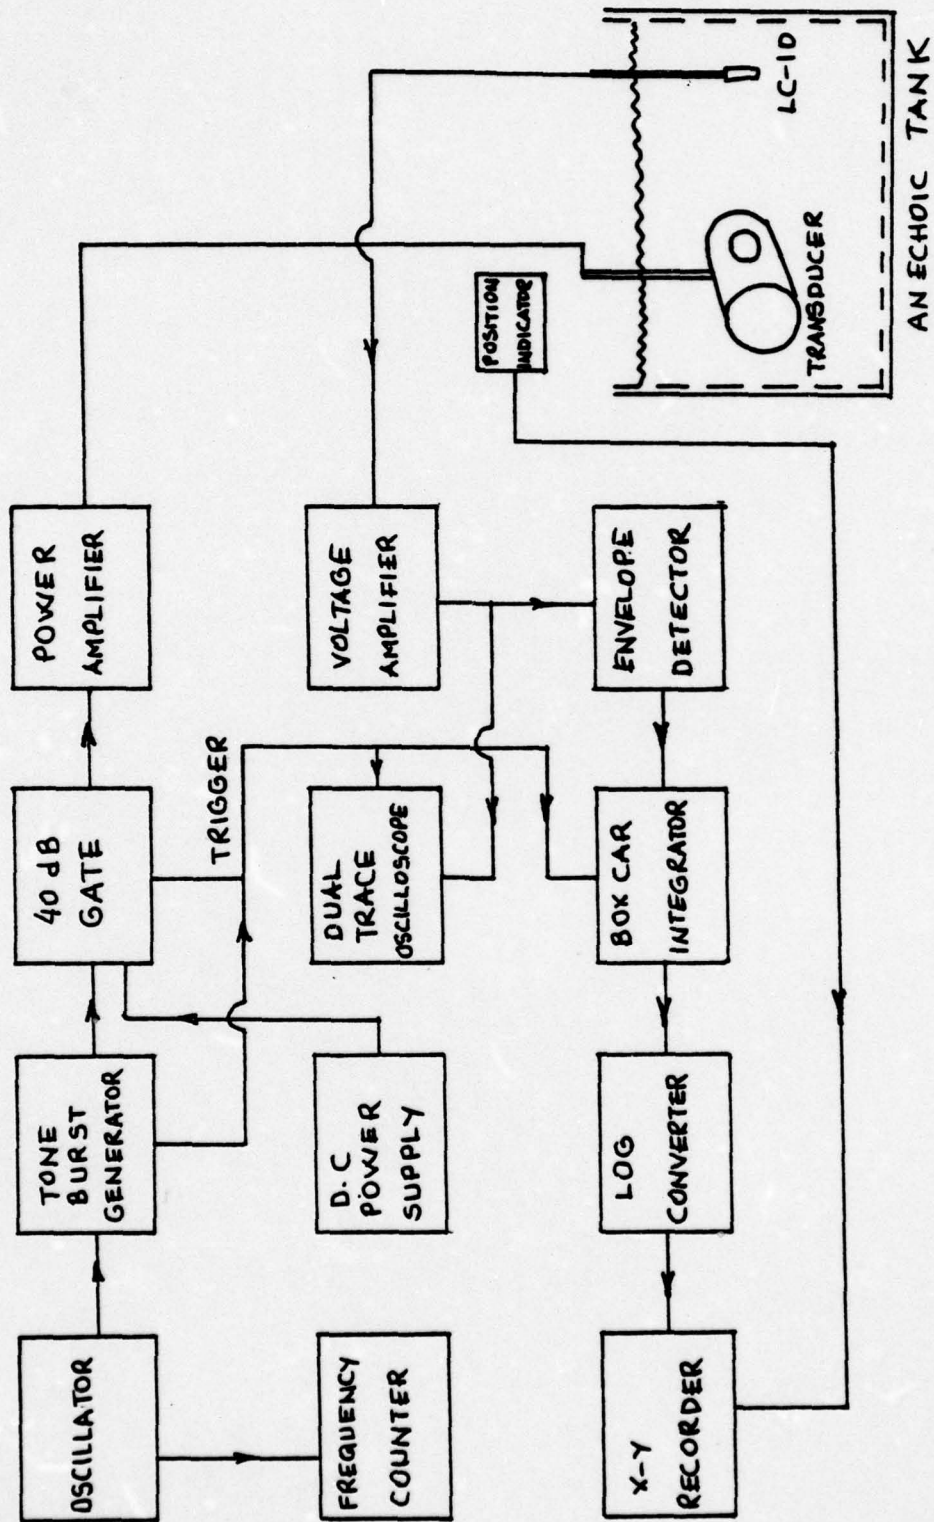 OSCILLATOR
TONE
BURST
GENERATOR
40 dB
GATE
POWER
AMPLIFIER
TRIGGER
FREQUENCY
COUNTER
D.C
POWER
SUPPLY
DUAL
TRACE
OSCILLOSCOPE
VOLTAGE
AMPLIFIER
POSITION
INDICATOR
X-Y
RECORDER
LOG
CONVERTER
BOX CAR
INTEGRATOR
ENVELOPE
DETECTOR
TRANSDUCER
LC-10
ANECHOIC TANK